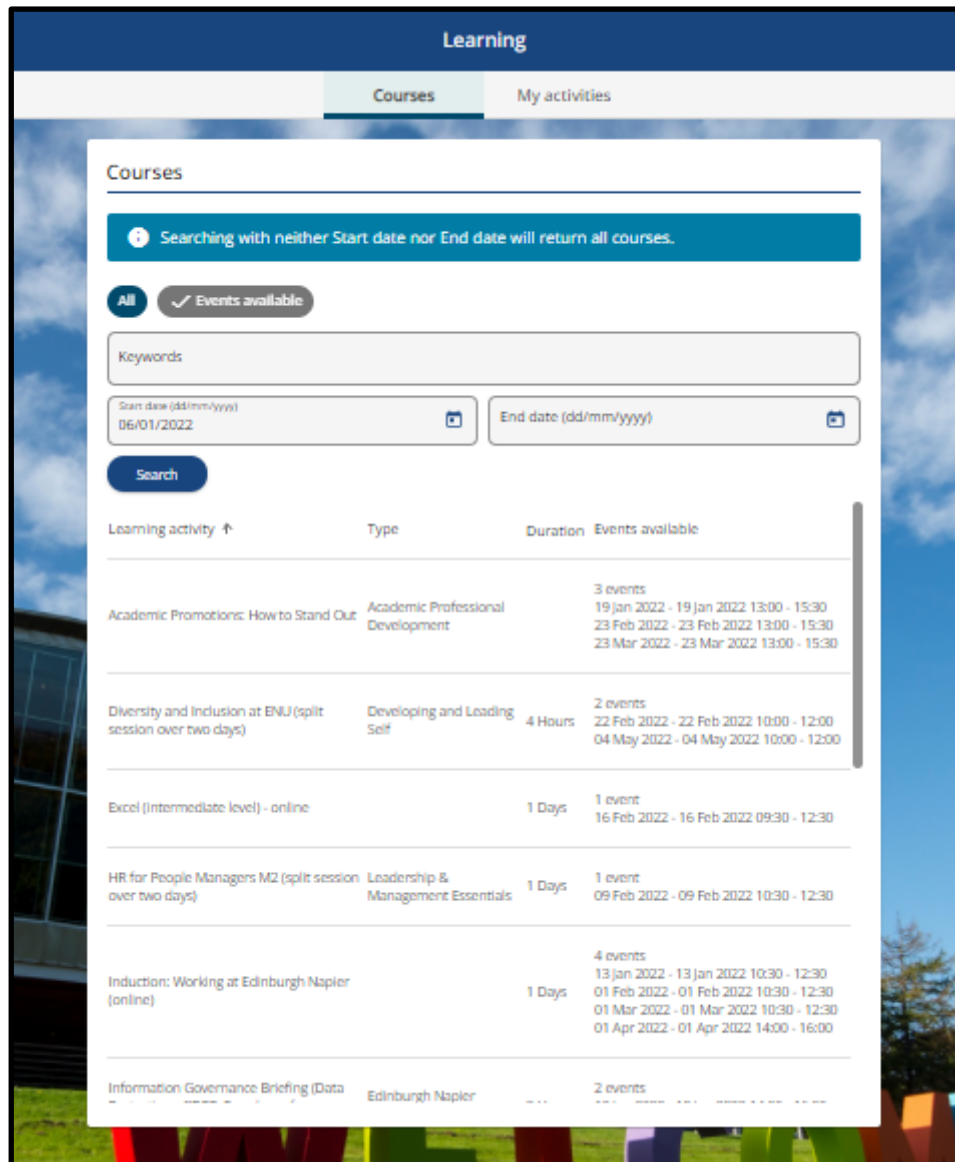 Learning
Courses My activities
Courses
Searching with neither Start date nor End date will return all courses.
All Events available
Keywords
Start date (dd/mm/yyyy)
06/01/2022
End date (dd/mm/yyyy)
Search
Learning activity Type Duration Events available
Academic Promotions: How to Stand Out
Academic Professional
Development
3 events
19 Jan 2022 - 19 Jan 2022 13:00 - 15:30
23 Feb 2022 - 23 Feb 2022 13:00 - 15:30
23 Mar 2022 - 23 Mar 2022 13:00 - 15:30
Diversity and Inclusion at ENU (split
session over two days)
Developing and Leading
Self
4 Hours
2 events
22 Feb 2022 - 22 Feb 2022 10:00 - 12:00
04 May 2022 - 04 May 2022 10:00 - 12:00
Excel (Intermediate level) - online
1 Days
1 event
16 Feb 2022 - 16 Feb 2022 09:30 - 12:30
HR for People Managers M2 (split session
over two days)
Leadership &
Management Essentials
1 Days
1 event
09 Feb 2022 - 09 Feb 2022 10:30 - 12:30
Induction: Working at Edinburgh Napier
(online)
1 Days
4 events
13 Jan 2022 - 13 Jan 2022 10:30 - 12:30
01 Feb 2022 - 01 Feb 2022 10:30 - 12:30
01 Mar 2022 - 01 Mar 2022 10:30 - 12:30
01 Apr 2022 - 01 Apr 2022 14:00 - 16:00
Information Governance Briefing (Data
Edinburgh Napier
2 events